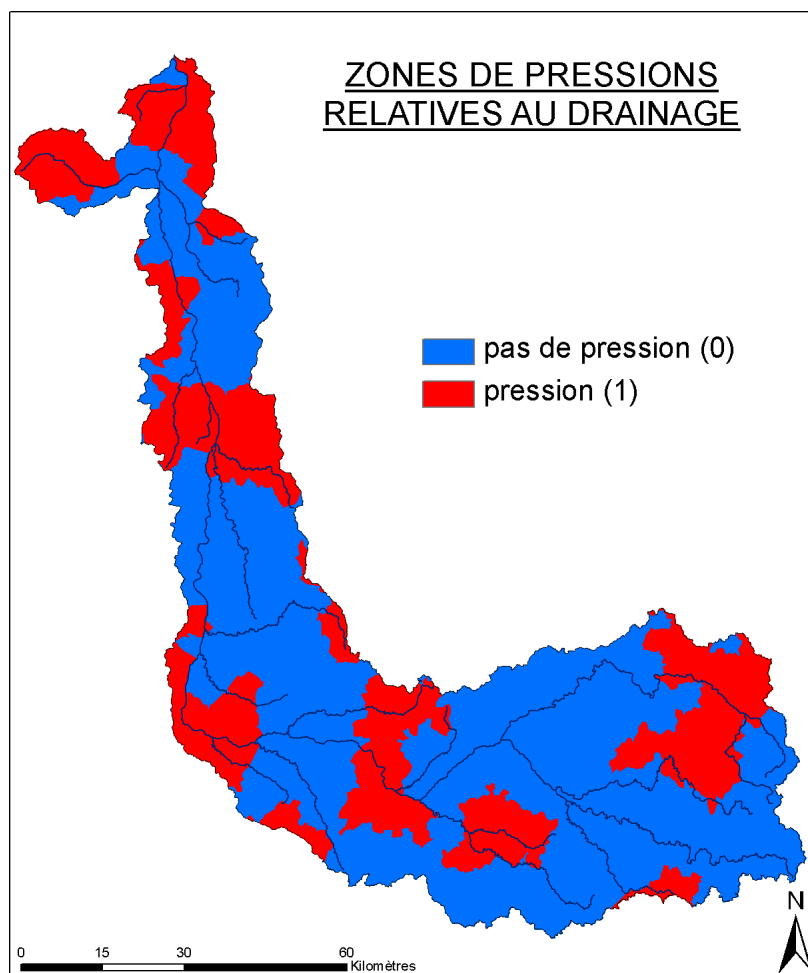 ZONES DE PRESSIONS
RELATIVES AU DRAINAGE
pas de pression (0)
pression (1)
N
0 15 30 60
Kilomètres